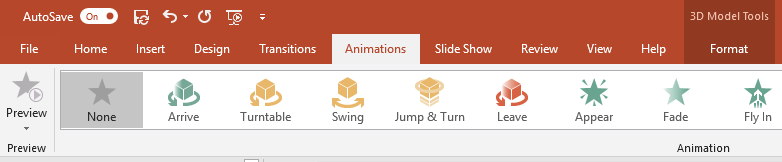 AutoSave On 3D Model Tools
File Home Insert Design Transitions Animations Slide Show Review View Help Format
Preview None Arrive Turntable Swing Jump & Turn Leave Appear Fade Fly In
Preview Animation